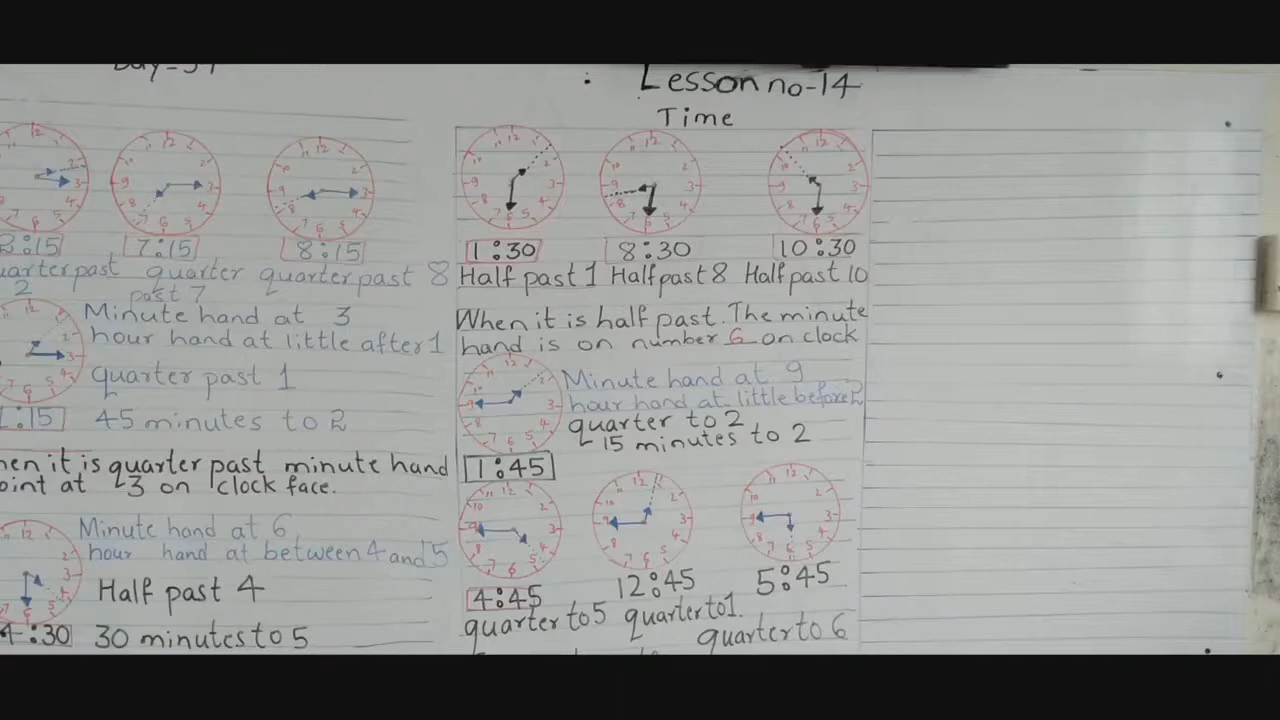 Lesson no-14
Time
7:15
8:15
past quarter quarter past 8
2 past 7
Minute hand at 3
hour hand at little after 1
quarter past 1
:15 45 minutes to 2
it is quarter past minute hand
at 3 on clock face.
Minute hand at 6
hour hand at between 4 and 5
Half past 4
4:30 30 minutes to 5
1:30 8:30 10:30
Half past 1 Half past 8 Half past 10
When it is half past. The minute
hand is on number 6 on clock
Minute hand at 9
hour hand at little before 2
quarter to 2
15 minutes to 2
1:45
4:45 12:45 5:45
quarter to 5 quarter to 1.
quarter to 6